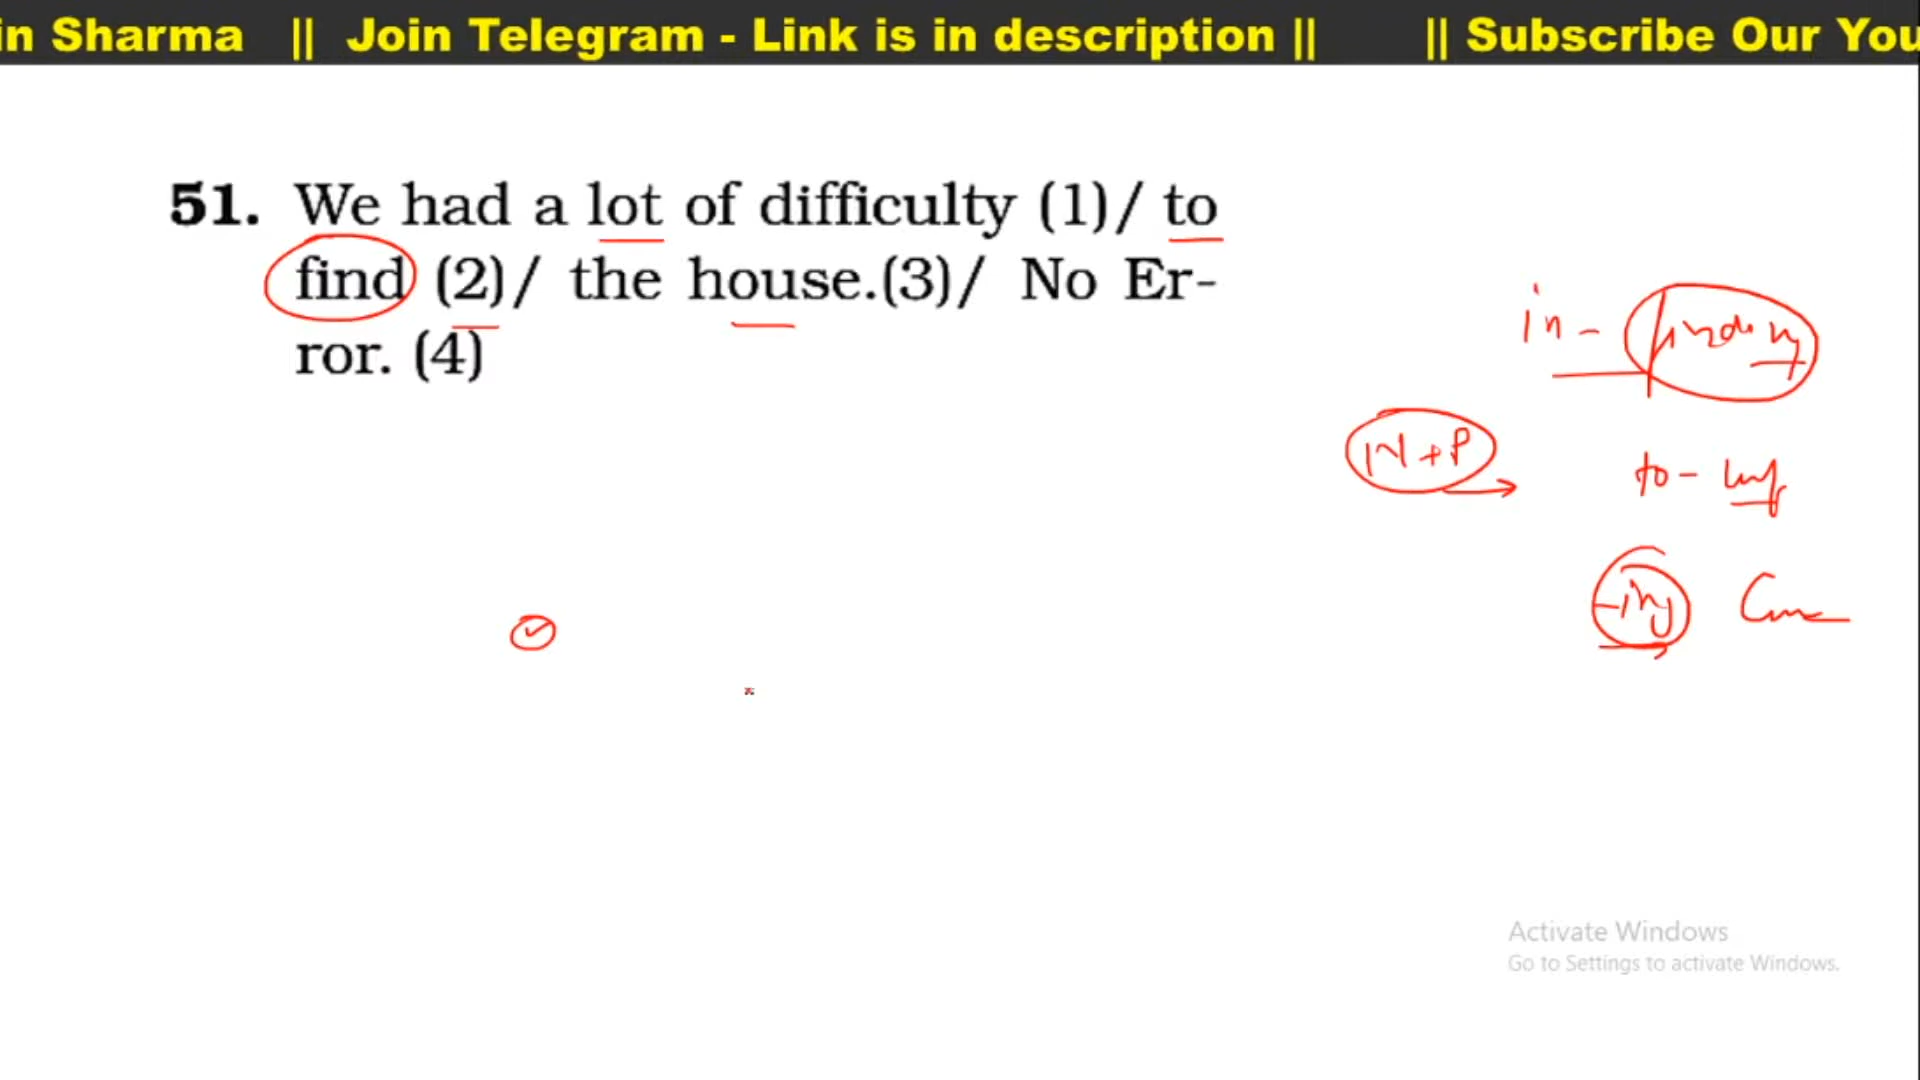 in Sharma || Join Telegram - Link is in description || || Subscribe Our You
51. We had a lot of difficulty (1)/ to
find (2)/ the house.(3)/ No Er-
ror. (4)
in - finding
N+P
to - inf
-ing
Activate Windows
Go to Settings to activate Windows.